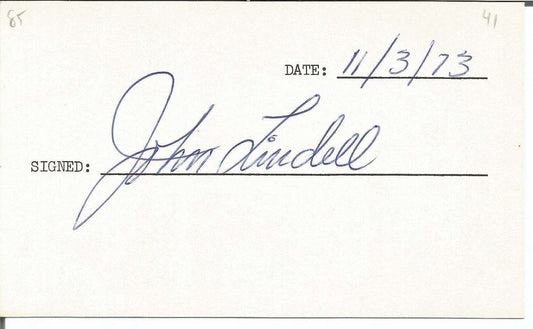 85 41
DATE: 11/3/73
SIGNED: John Lindell